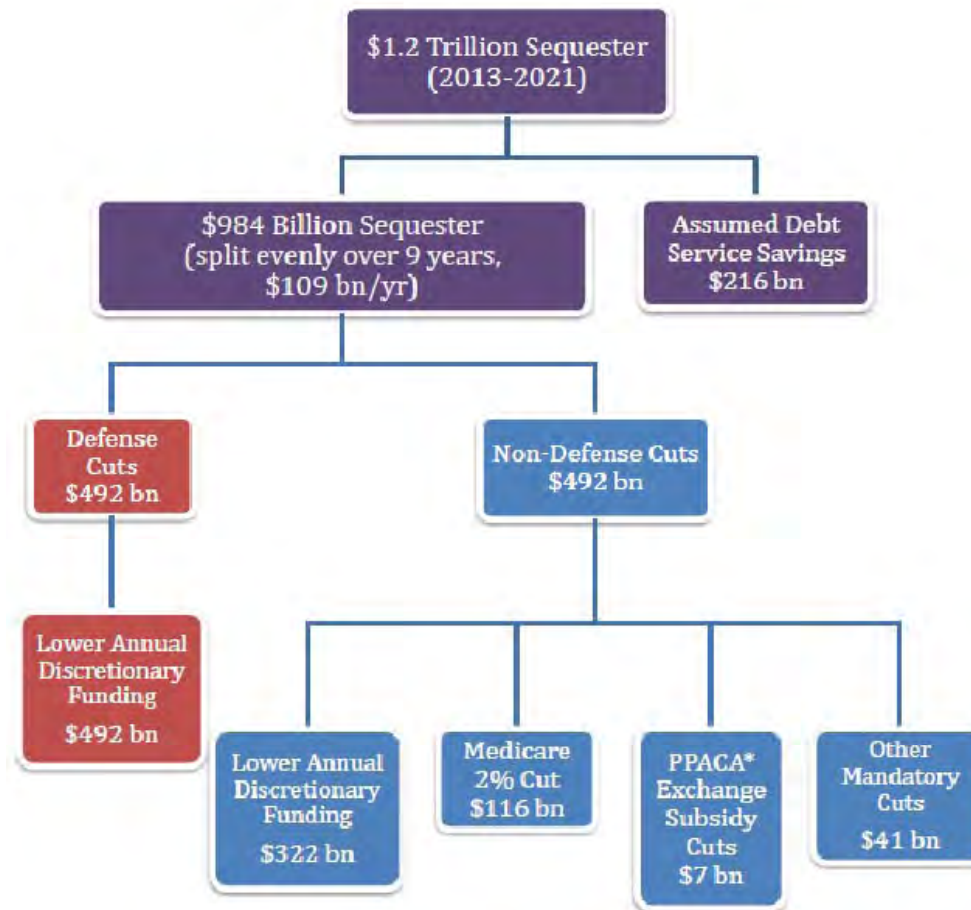 $1.2 Trillion Sequester
(2013-2021)
$984 Billion Sequester
(split evenly over 9 years,
$109 bn/yr)
Assumed Debt
Service Savings
$216 bn
Defense
Cuts
$492 bn
Non-Defense Cuts
$492 bn
Lower Annual
Discretionary
Funding
$492 bn
Lower Annual
Discretionary
Funding
$322 bn
Medicare
2% Cut
$116 bn
PPACA*
Exchange
Subsidy
Cuts
$7 bn
Other
Mandatory
Cuts
$41 bn